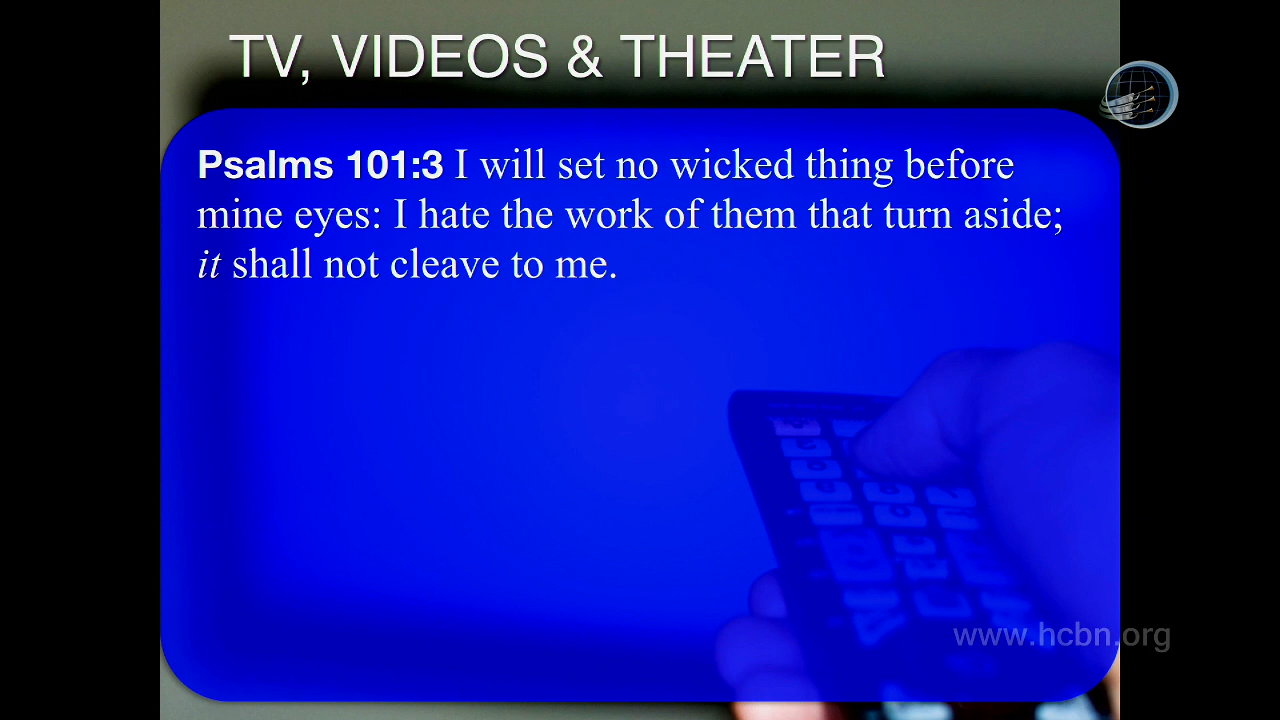 TV, VIDEOS & THEATER
Psalms 101:3 I will set no wicked thing before
mine eyes: I hate the work of them that turn aside;
it shall not cleave to me.
www.hcbn.org